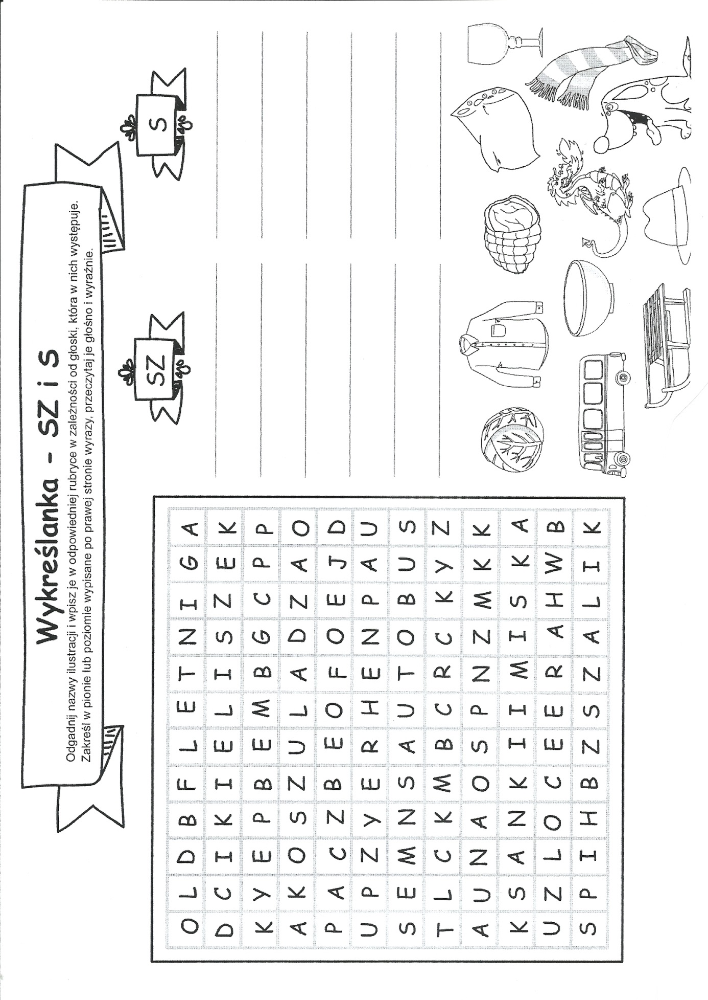 Wykreślanka - SZ i S
Odgadnij nazwy ilustracji i wpisz je w odpowiedniej rubryce w zależności od głoski, która w nich występuje.
Zakreśl w pionie lub poziomie wypisane po prawej stronie wyrazy, przeczytaj je głośno i wyraźnie.
SZ
S
O L D B F L E T N I G A
D C I K I E L I S Z E K
K Y E P B E M B G C P P
A K O S Z U L A D Z A O
P A C Z B E O F O E J D
U P Z Y E R H E N P A U
S E M N S A U T O B U S
T L C K M B C R C K Y Z
A U N A O S P N Z M K K
K S A N K I I M I S K A
U Z L O C E E R A H W B
S P I H B Z S Z A L I K